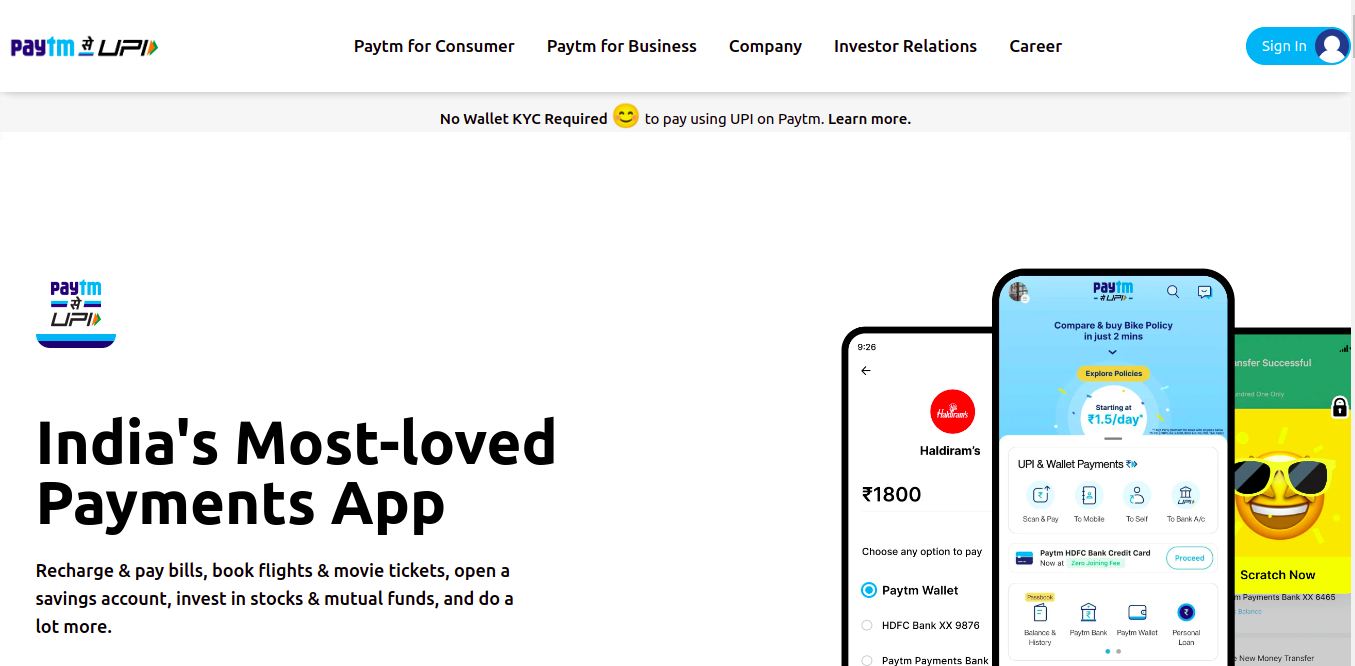 paytm से UPI
Paytm for Consumer
Paytm for Business
Company
Investor Relations
Career
Sign In
No Wallet KYC Required 😊 to pay using UPI on Paytm. Learn more.
paytm
से
UPI
India's Most-loved
Payments App
Recharge & pay bills, book flights & movie tickets, open a
savings account, invest in stocks & mutual funds, and do a
lot more.
9:26
Haldiram's
Haldiram's
₹1800
Choose any option to pay
Paytm Wallet
HDFC Bank XX 9876
Paytm Payments Bank
paytm
#UPI
Compare & buy Bike Policy
in just 2 mins
Explore Policies
Starting at
₹1.5/day*
UPI & Wallet Payments
Scan & Pay
To Mobile
To Self
UPI
To Bank A/c
Paytm HDFC Bank Credit Card
Now at Zero Joining Fee
Proceed
Passbook
Balance &
History
Paytm Bank
Paytm Wallet
Personal
Loan
nsfer Successful
undred One Only
Scratch Now
m Payments Bank XX 6465
Balance
e New Money Transfer